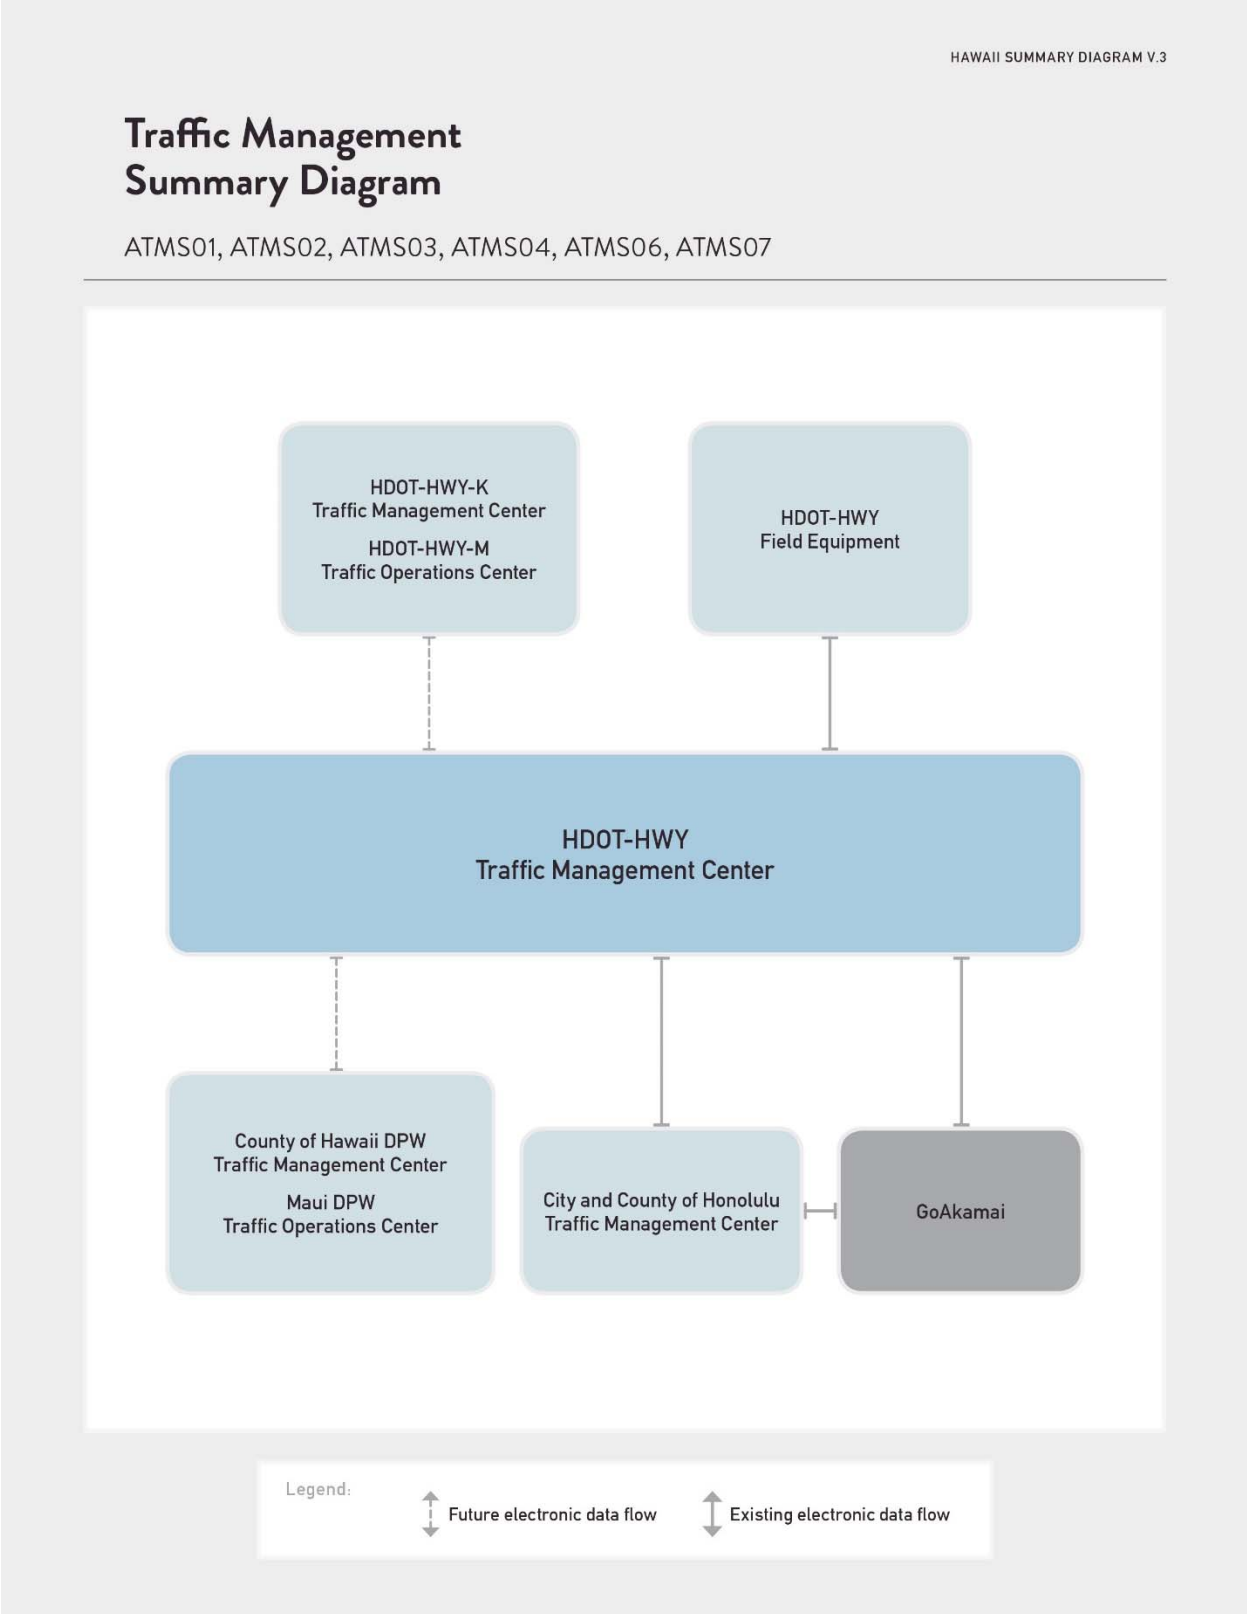 HAWAII SUMMARY DIAGRAM V.3
Traffic Management
Summary Diagram
ATMS01, ATMS02, ATMS03, ATMS04, ATMS06, ATMS07
HDOT-HWY-K
Traffic Management Center
HDOT-HWY-M
Traffic Operations Center
HDOT-HWY
Field Equipment
HDOT-HWY
Traffic Management Center
County of Hawaii DPW
Traffic Management Center
Maui DPW
Traffic Operations Center
City and County of Honolulu
Traffic Management Center
GoAkamai
Legend:
Future electronic data flow
Existing electronic data flow